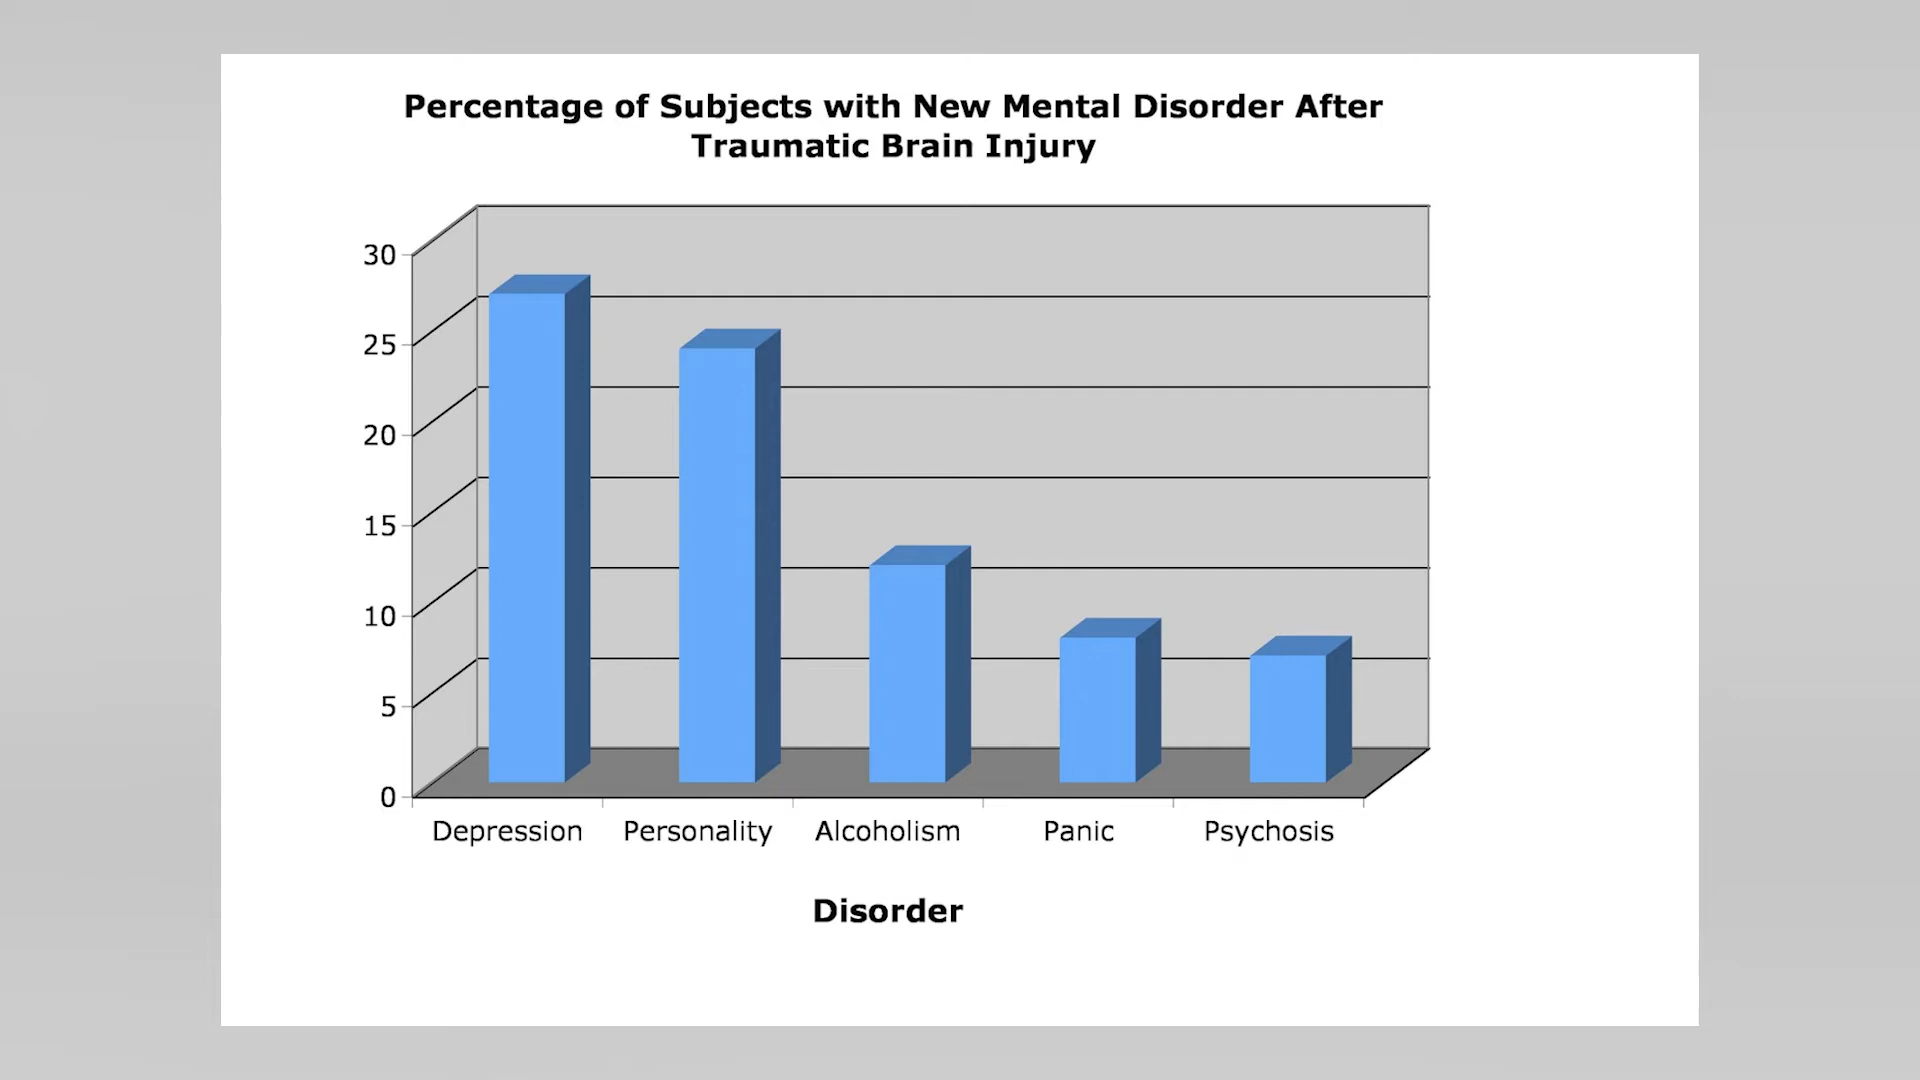 Percentage of Subjects with New Mental Disorder After
Traumatic Brain Injury
30
25
20
15
10
5
0
Depression Personality Alcoholism Panic Psychosis
Disorder